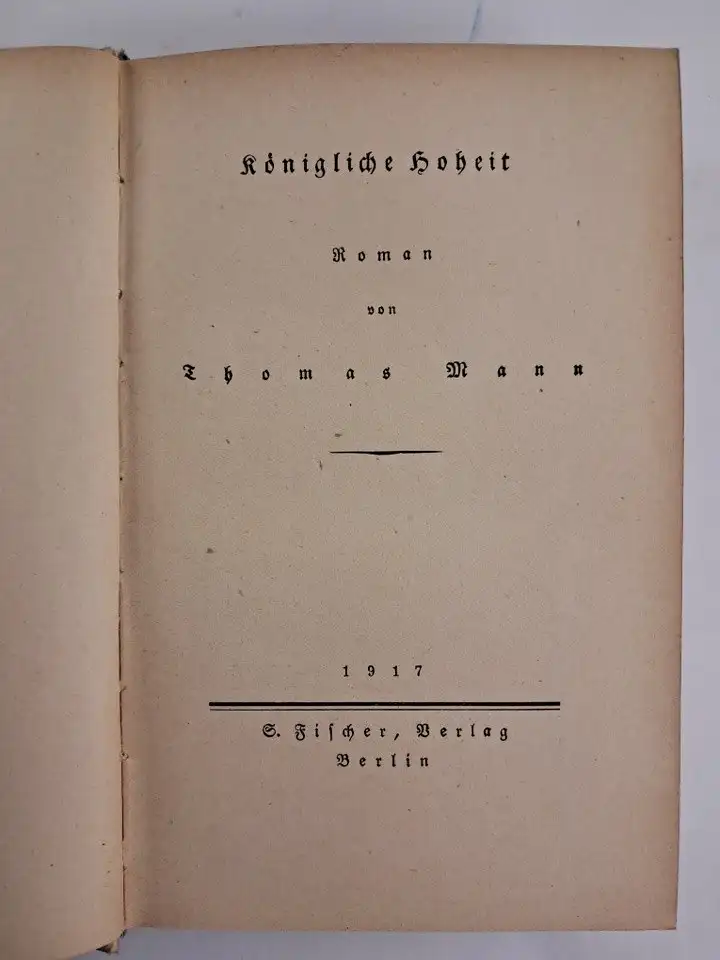 Königliche Hoheit
Roman
von
Thomas Mann
1917
S. Fiſcher, Verlag
Berlin